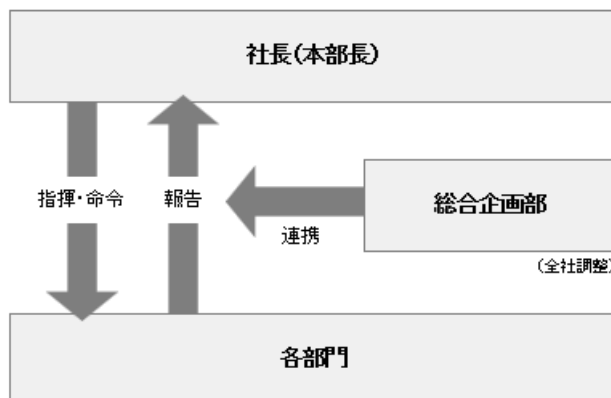 社長(本部長)
指揮・命令
報告
連携
総合企画部
(全社調整)
各部門